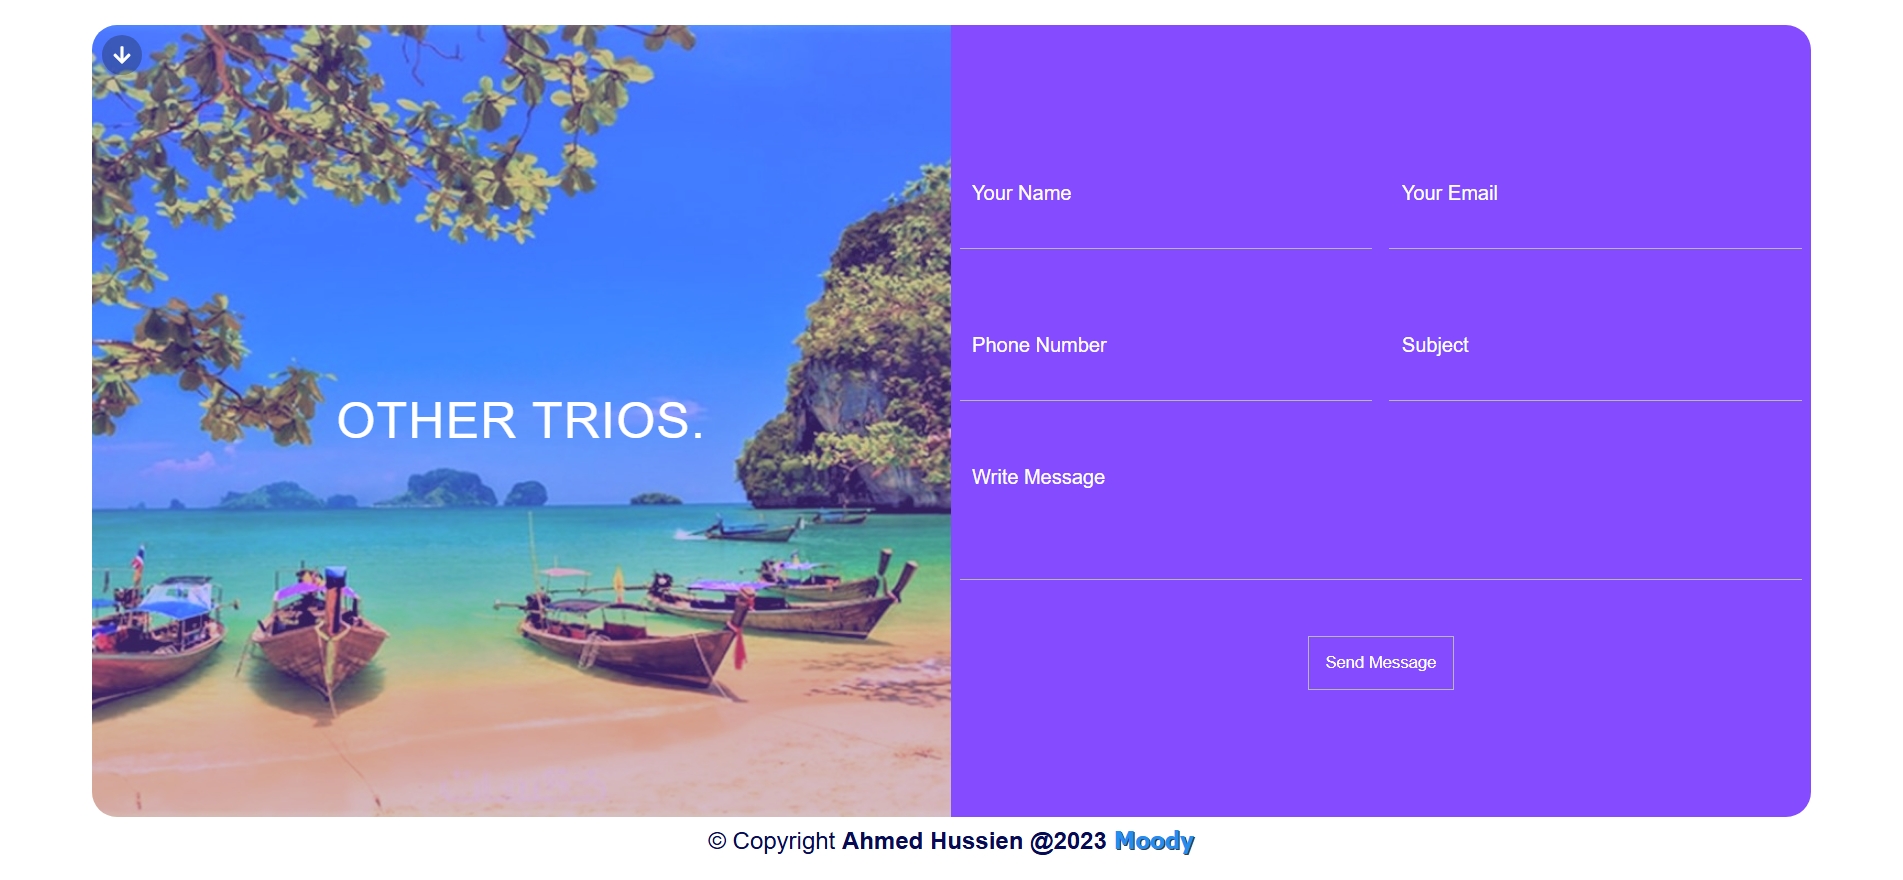 OTHER TRIOS.
Your Name
Your Email
Phone Number
Subject
Write Message
Send Message
© Copyright Ahmed Hussien @2023 Moody